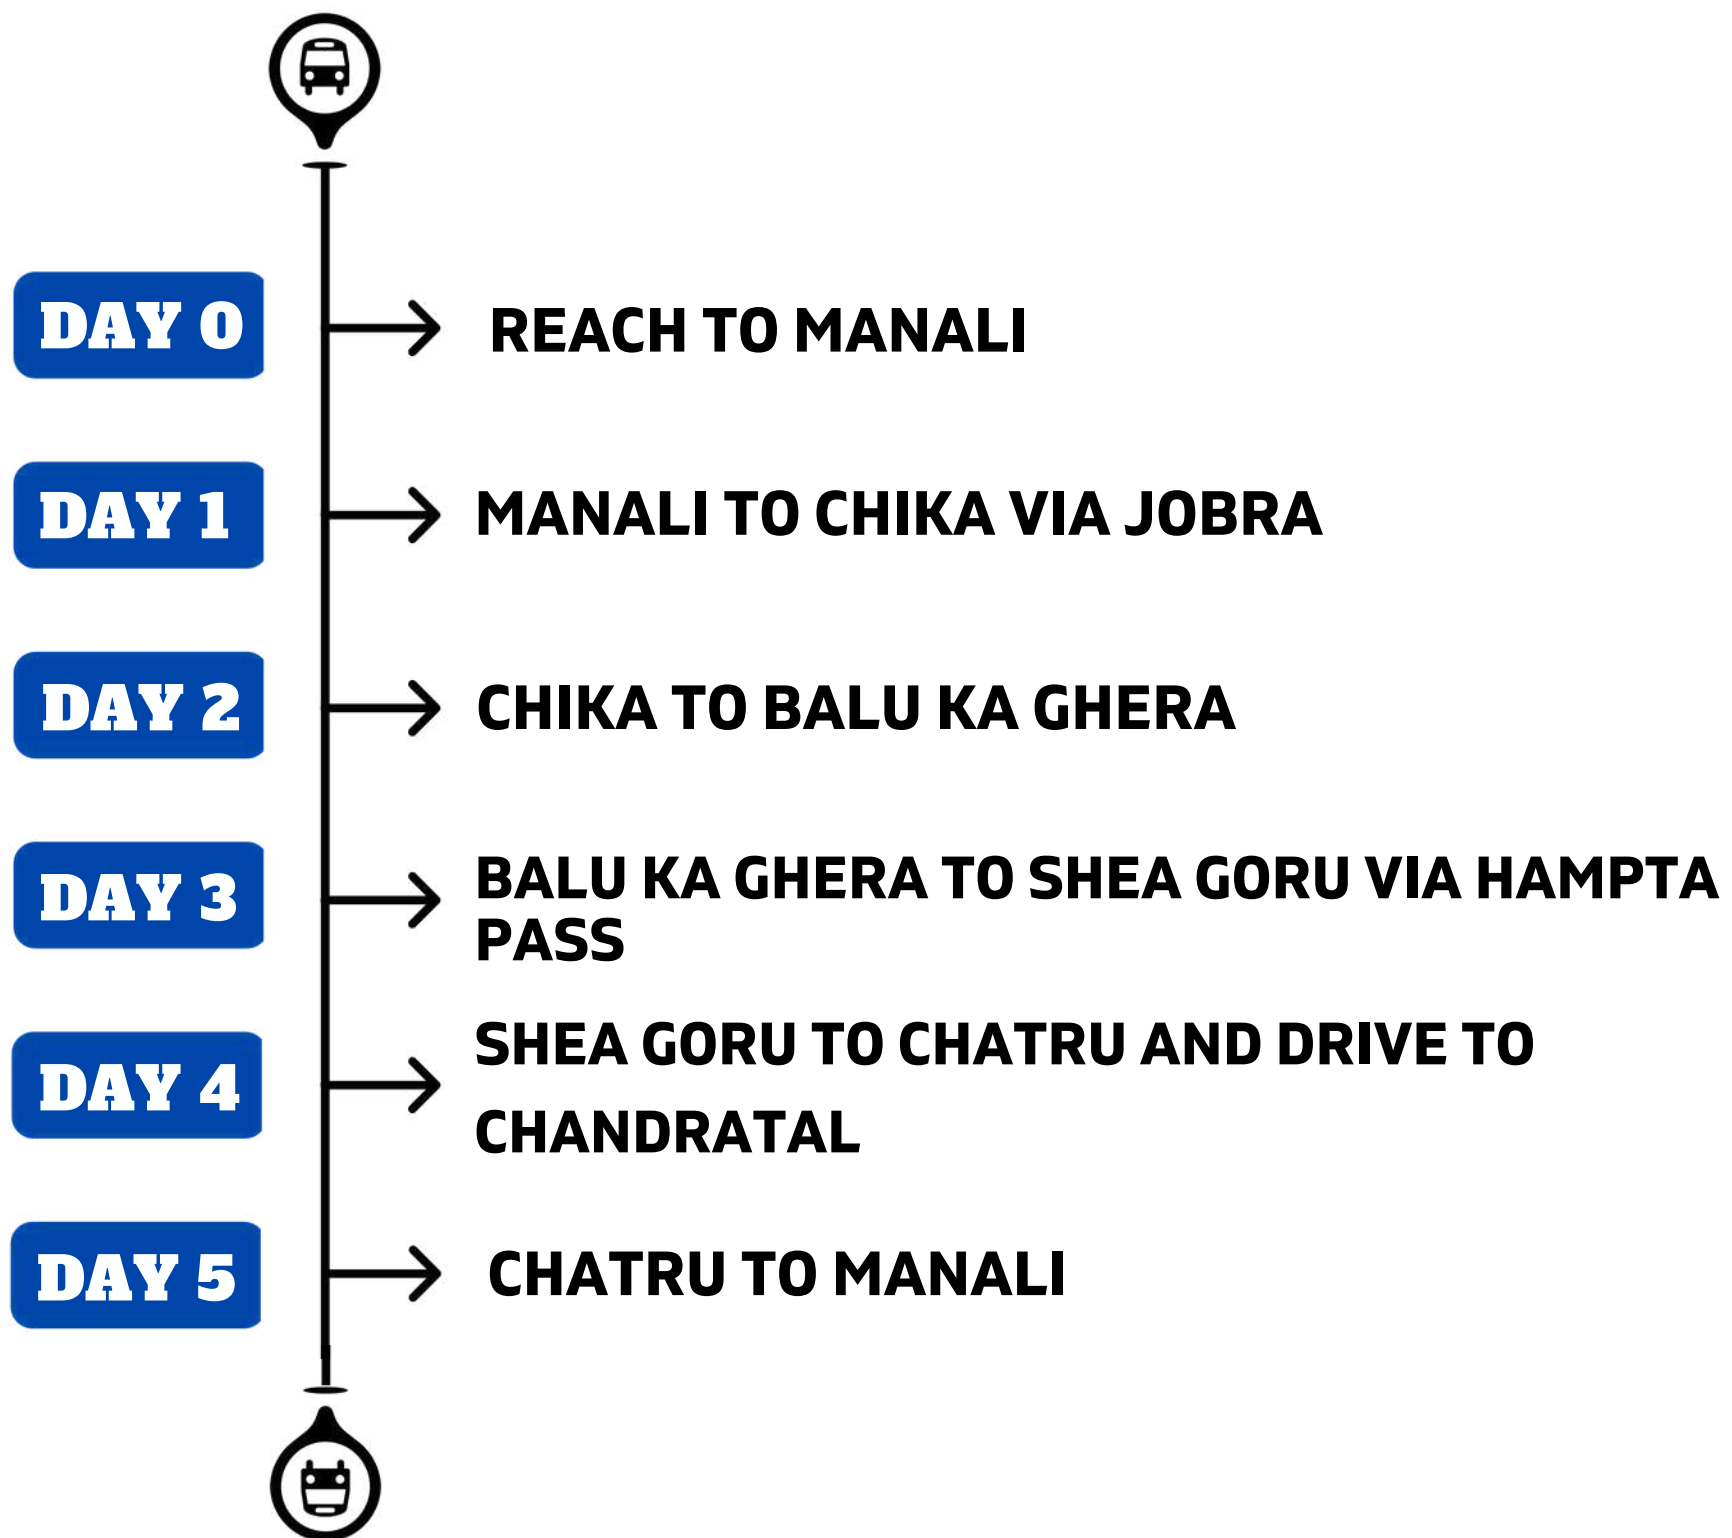 DAY 0
REACH TO MANALI
DAY 1
MANALI TO CHIKA VIA JOBRA
DAY 2
CHIKA TO BALU KA GHERA
DAY 3
BALU KA GHERA TO SHEA GORU VIA HAMPTA
PASS
DAY 4
SHEA GORU TO CHATRU AND DRIVE TO
CHANDRATAL
DAY 5
CHATRU TO MANALI